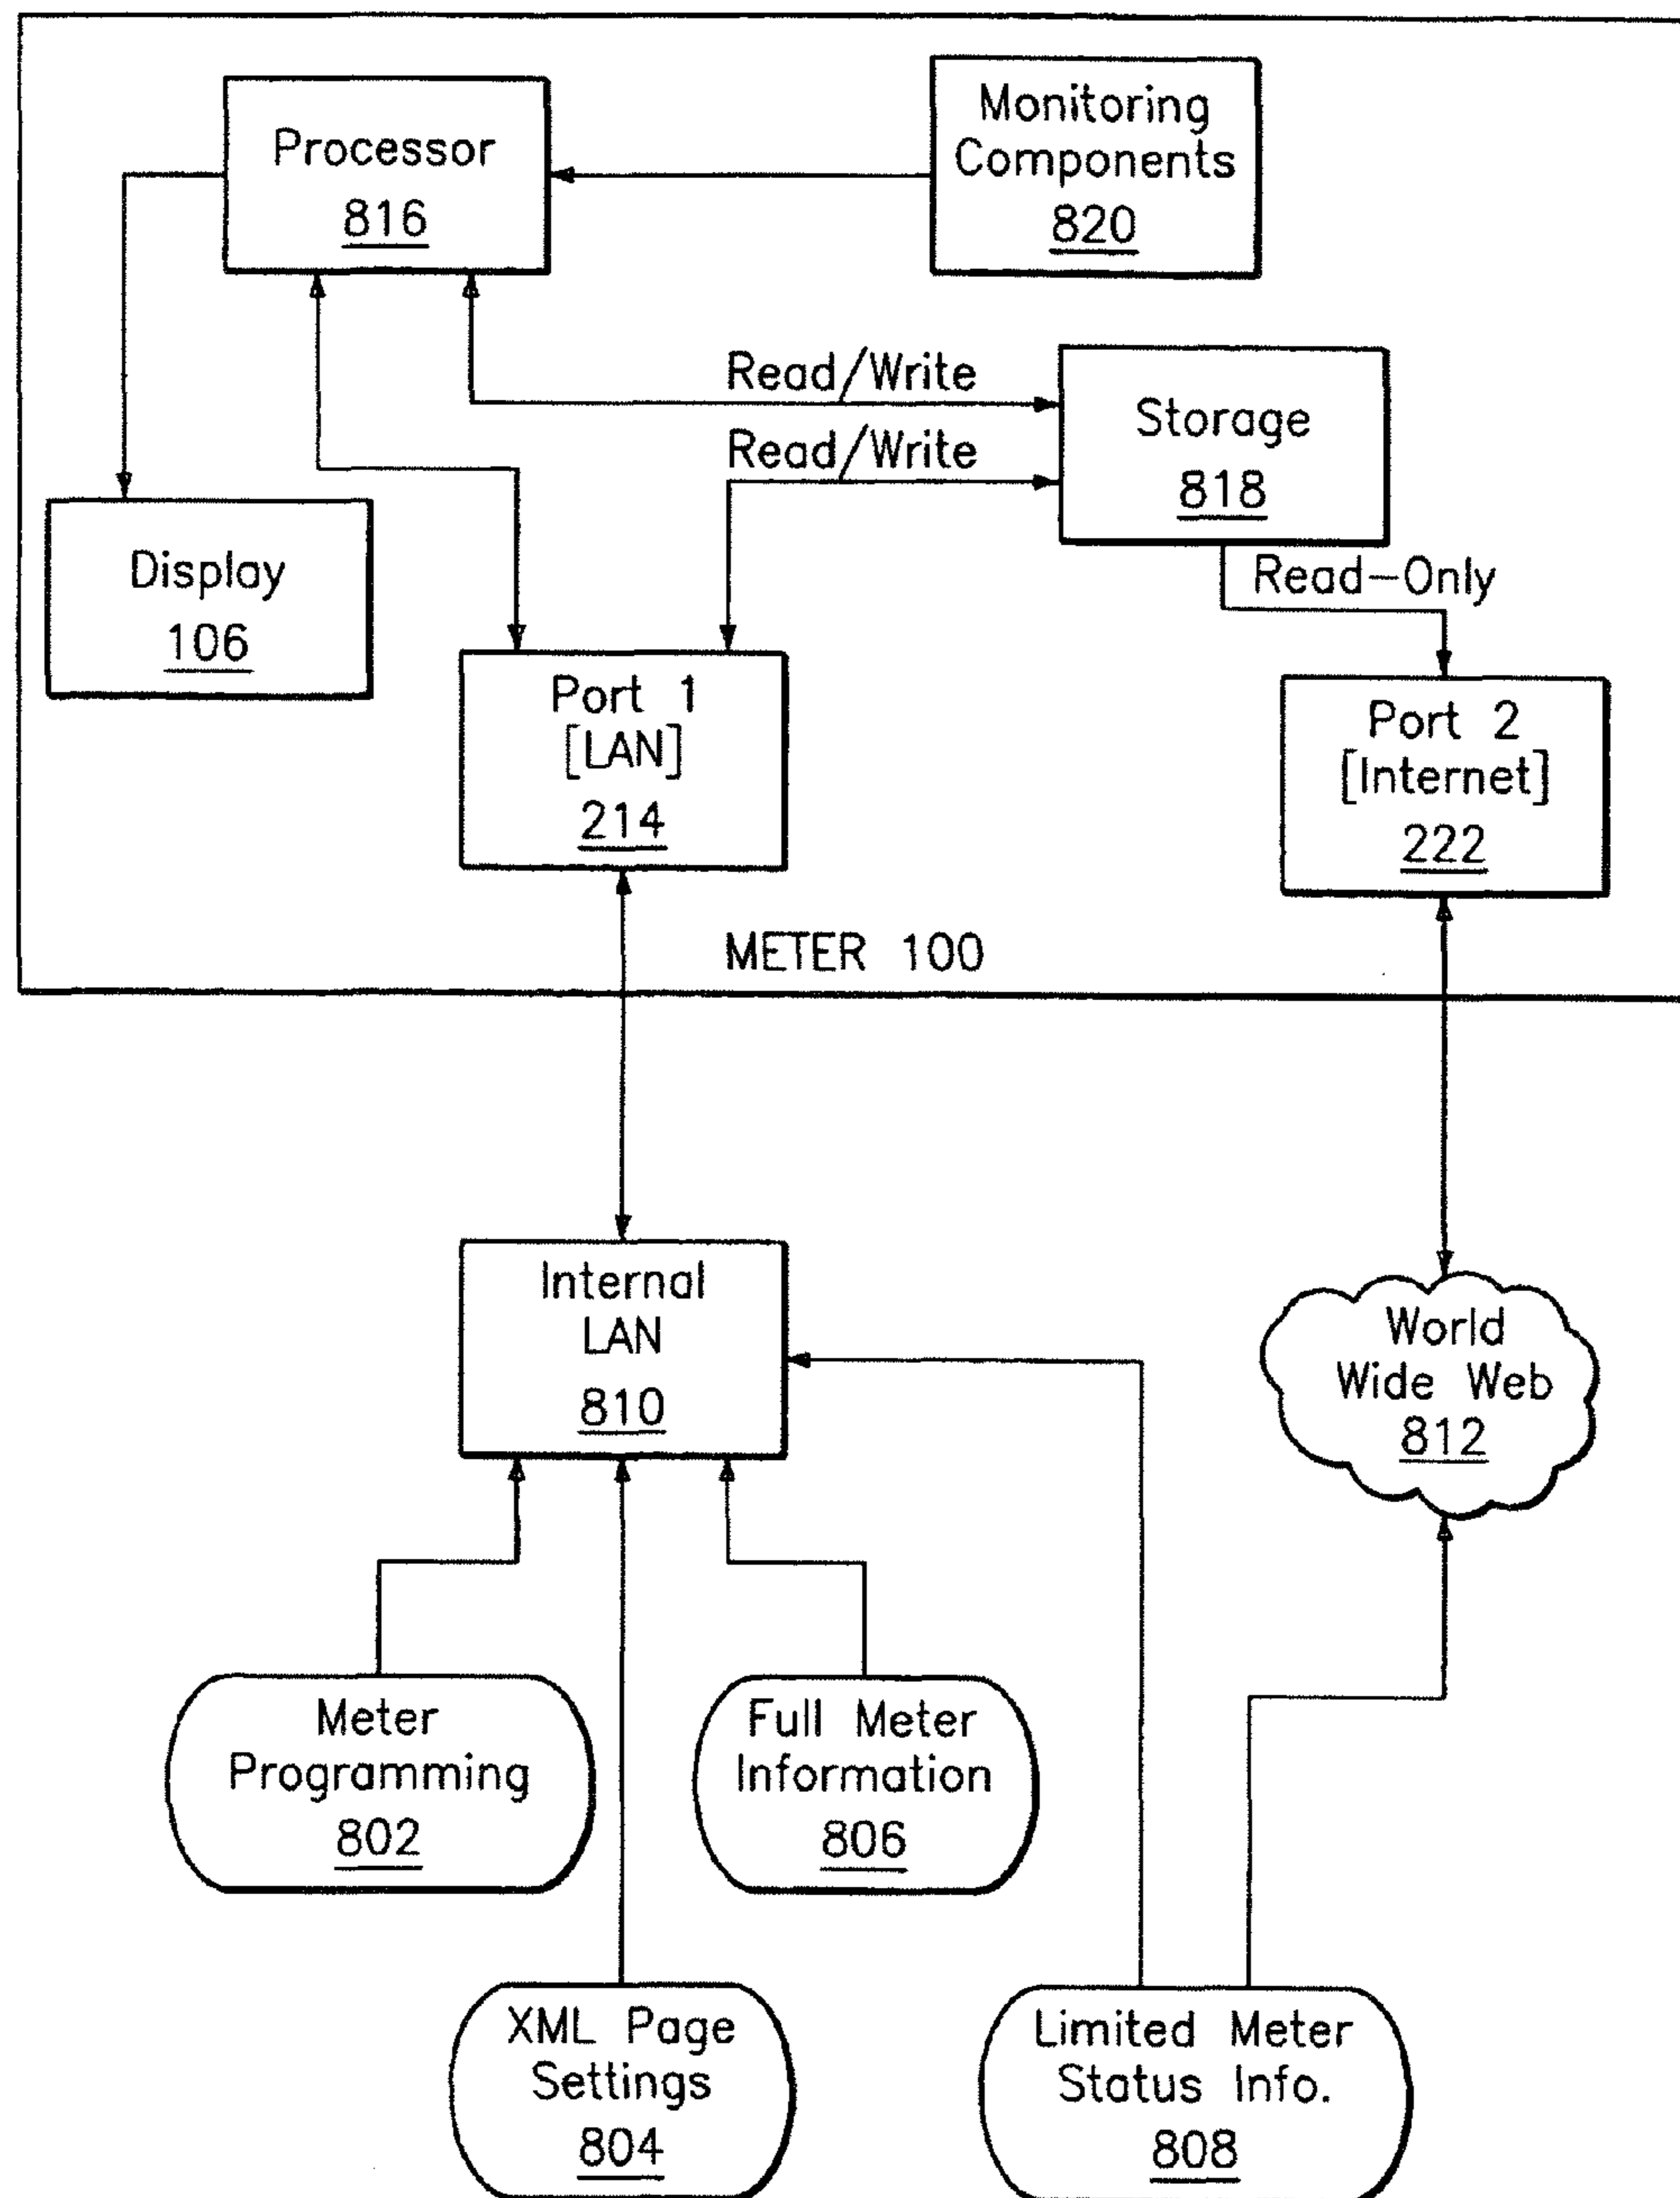 Processor
816
Monitoring
Components
820
Read/Write
Read/Write
Storage
818
Read-Only
Display
106
Port 1
[LAN]
214
Port 2
[Internet]
222
METER 100
Internal
LAN
810
World
Wide Web
812
Meter
Programming
802
Full Meter
Information
806
XML Page
Settings
804
Limited Meter
Status Info.
808